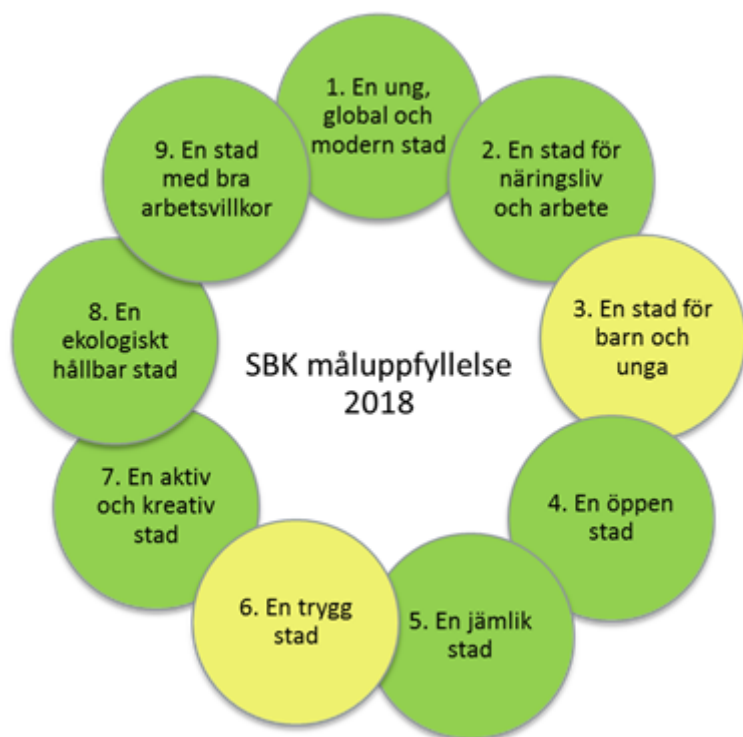 1. En ung,
global och
modern stad
2. En stad för
näringsliv
och arbete
3. En stad för
barn och
unga
4. En öppen
stad
5. En jämlik
stad
6. En trygg
stad
7. En aktiv
och kreativ
stad
8. En
ekologiskt
hållbar stad
9. En stad
med bra
arbetsvillkor
SBK måluppfyllelse
2018